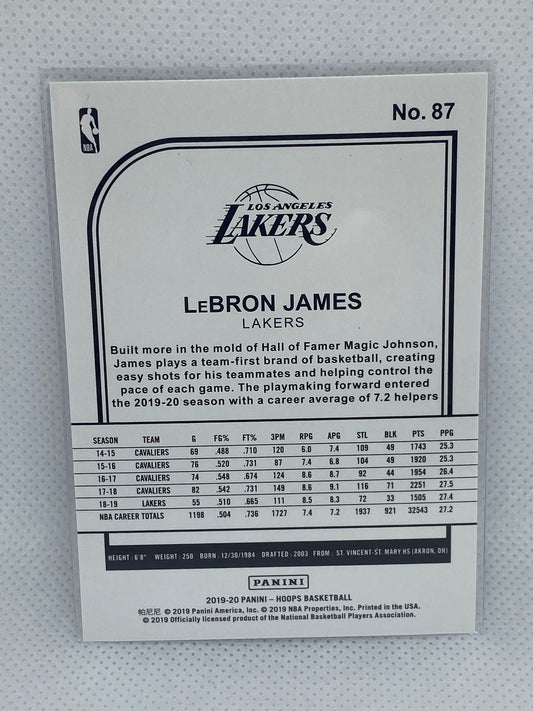 No. 87
NBA
LOS ANGELES
LAKERS
LEBRON JAMES
LAKERS
Built more in the mold of Hall of Famer Magic Johnson,
James plays a team-first brand of basketball, creating
easy shots for his teammates and helping control the
pace of each game. The playmaking forward entered
the 2019-20 season with a career average of 7.2 helpers
SEASON TEAM G FG% FT% 3PM RPG APG STL BLK PTS PPG
14-15 CAVALIERS 69 .488 .710 120 6.0 7.4 109 49 1743 25.3
15-16 CAVALIERS 76 .520 .731 87 7.4 6.8 104 49 1920 25.3
16-17 CAVALIERS 74 .548 .674 124 8.6 8.7 92 44 1954 26.4
17-18 CAVALIERS 82 .542 .731 149 8.6 9.1 116 71 2251 27.5
18-19 LAKERS 55 .510 .665 111 8.5 8.3 72 33 1505 27.4
NBA CAREER TOTALS 1198 .504 .736 1727 7.4 7.2 1937 921 32543 27.2
HEIGHT: 6'8" WEIGHT: 250 BORN: 12/30/1984 DRAFTED: 2003 FROM: ST. VINCENT-ST. MARY HS (AKRON, OH)
PANINI
2019-20 PANINI – HOOPS BASKETBALL
帕尼尼 © 2019 Panini America, Inc. © 2019 NBA Properties, Inc. Printed in the USA.
© 2019 Officially licensed product of the National Basketball Players Association.